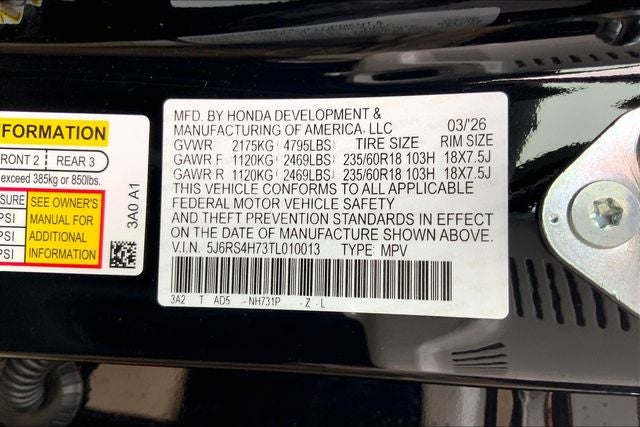 FORMATION
FRONT 2 REAR 3
exceed 385kg or 850lbs.
SURE SEE OWNER'S
PSI MANUAL FOR
PSI ADDITIONAL
PSI INFORMATION
3A0 A1
MFD. BY HONDA DEVELOPMENT &
MANUFACTURING OF AMERICA, LLC 03/'26
GVWR 2175KG ( 4795LBS) TIRE SIZE RIM SIZE
GAWR F 1120KG ( 2469LBS) 235/60R18 103H 18X7.5J
GAWR R 1120KG ( 2469LBS) 235/60R18 103H 18X7.5J
THIS VEHICLE CONFORMS TO ALL APPLICABLE
FEDERAL MOTOR VEHICLE SAFETY
AND THEFT PREVENTION STANDARDS IN EFFECT
ON THE DATE OF MANUFACTURE SHOWN ABOVE.
V.I.N. 5J6RS4H73TL010013 TYPE: MPV
3A2 T AD5 - NH731P - Z - L